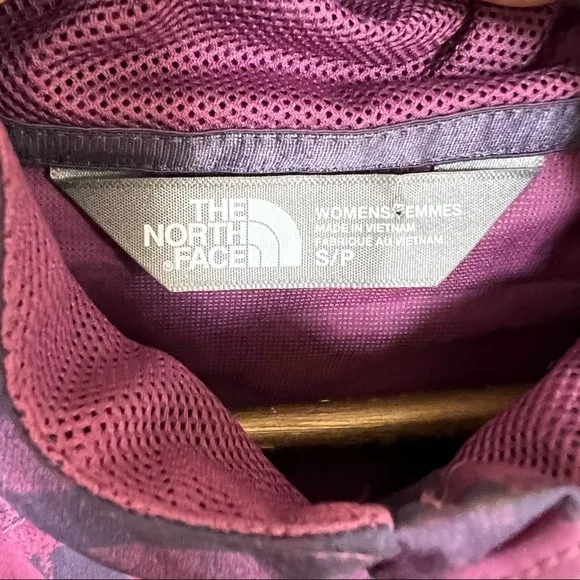 THE
NORTH
FACE
WOMENS/FEMMES
MADE IN VIETNAM
FABRIQUÉ AU VIETNAM
S/P